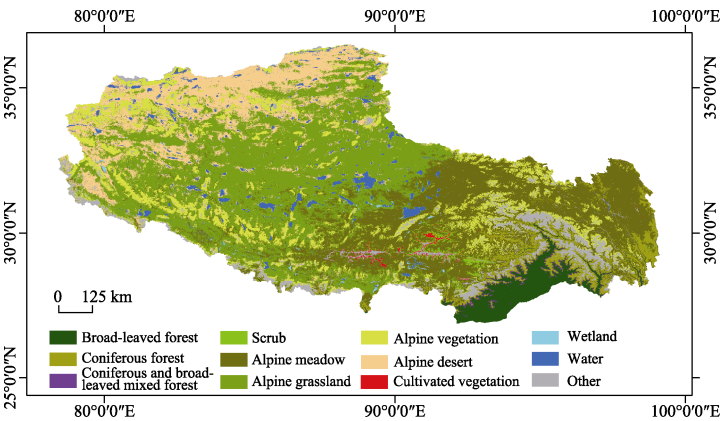 80°0′0″E 90°0′0″E 100°0′0″E
35°0′0″N 35°0′0″N
30°0′0″N 30°0′0″N
0 125 km
Broad-leaved forest Scrub Alpine vegetation Wetland
Coniferous forest Alpine meadow Alpine desert Water
Coniferous and broad-
leaved mixed forest Alpine grassland Cultivated vegetation Other
25°0′0″N 25°0′0″N
80°0′0″E 90°0′0″E 100°0′0″E